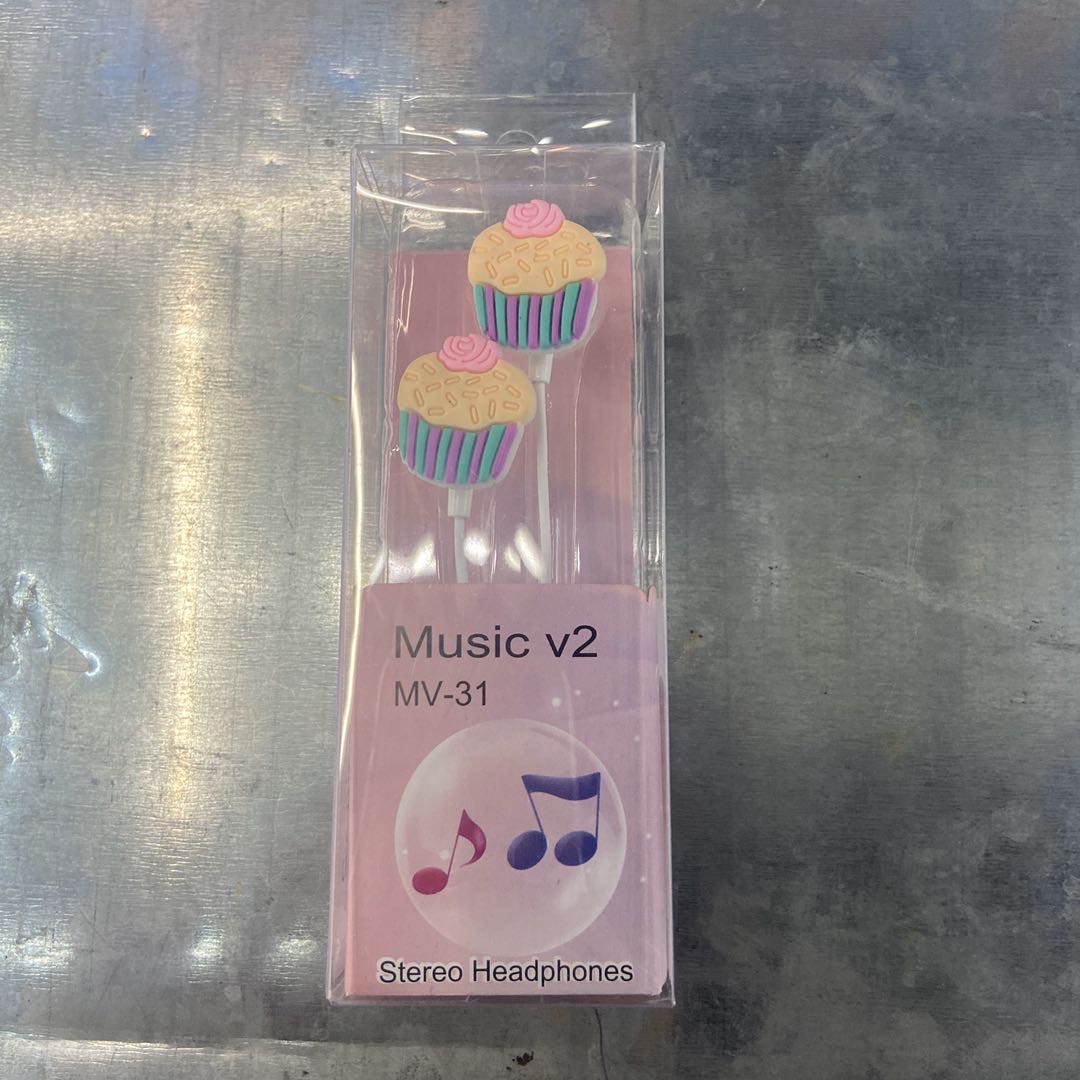 Music v2
MV-31
Stereo Headphones